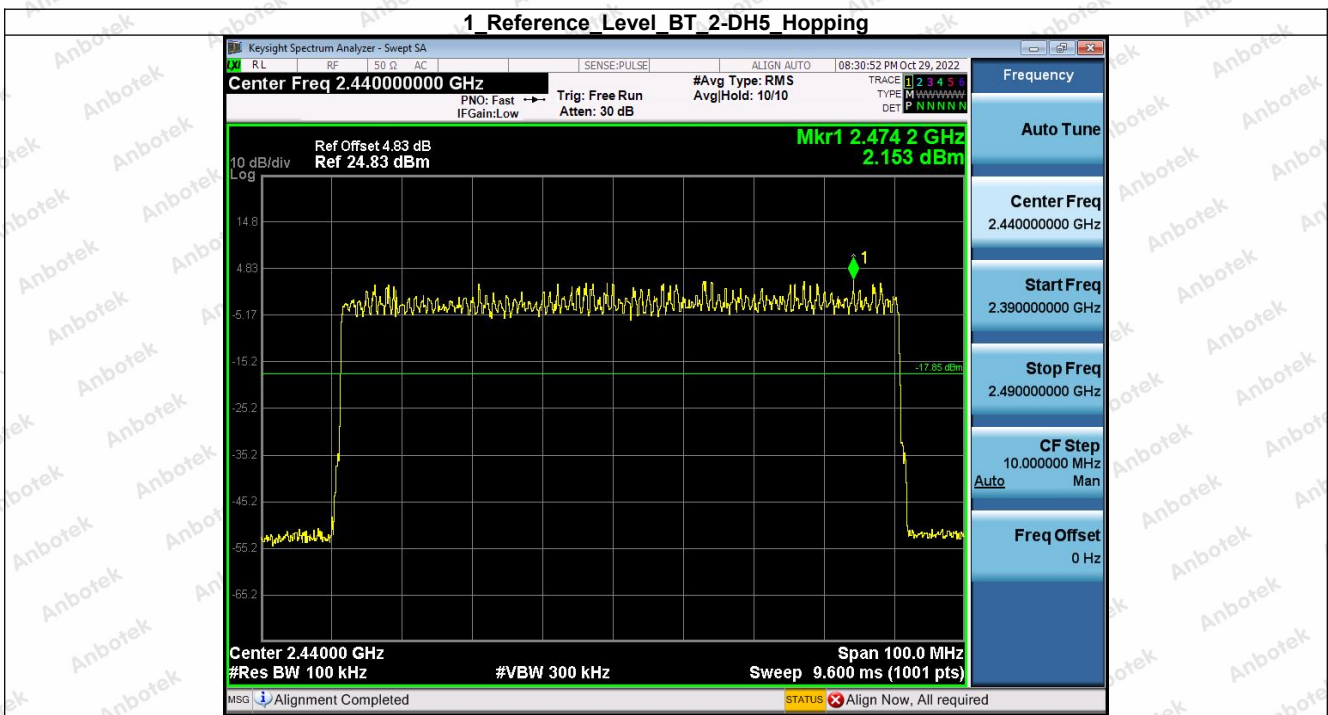 1_Reference_Level_BT_2-DH5_Hopping
Keysight Spectrum Analyzer - Swept SA
LXI RL RF 50 Ω AC SENSE:PULSE ALIGN AUTO 08:30:52 PM Oct 29, 2022
Center Freq 2.440000000 GHz
PNO: Fast
IFGain:Low
Trig: Free Run
Atten: 30 dB
#Avg Type: RMS
Avg|Hold: 10/10
TRACE 1 2 3 4 5 6
TYPE M WWWWW
DET P N N N N N
Mkr1 2.474 2 GHz
2.153 dBm
Ref Offset 4.83 dB
Ref 24.83 dBm
10 dB/div
Log
14.8
4.83
-5.17
-15.2
-25.2
-35.2
-45.2
-55.2
-65.2
1
-17.85 dBm
Center 2.44000 GHz
Span 100.0 MHz
#Res BW 100 kHz
#VBW 300 kHz
Sweep 9.600 ms (1001 pts)
MSG Alignment Completed
STATUS Align Now, All required
Frequency
Auto Tune
Center Freq
2.440000000 GHz
Start Freq
2.390000000 GHz
Stop Freq
2.490000000 GHz
CF Step
10.000000 MHz
Auto Man
Freq Offset
0 Hz
Anbotek